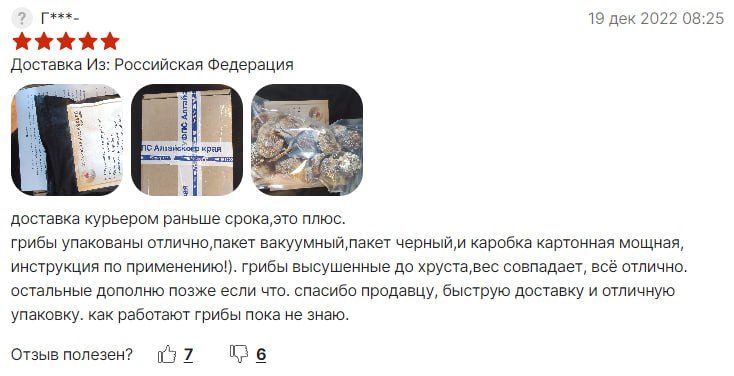 Г***-
19 дек 2022 08:25
Доставка Из: Российская Федерация
УФПС Алтайс
ПС Алтайского края
доставка курьером раньше срока,это плюс.
грибы упакованы отлично,пакет вакуумный,пакет черный,и каробка картонная мощная,
инструкция по применению!). грибы высушенные до хруста,вес совпадает, всё отлично.
остальные дополню позже если что. спасибо продавцу, быструю доставку и отличную
упаковку. как работают грибы пока не знаю.
Отзыв полезен? 7 6